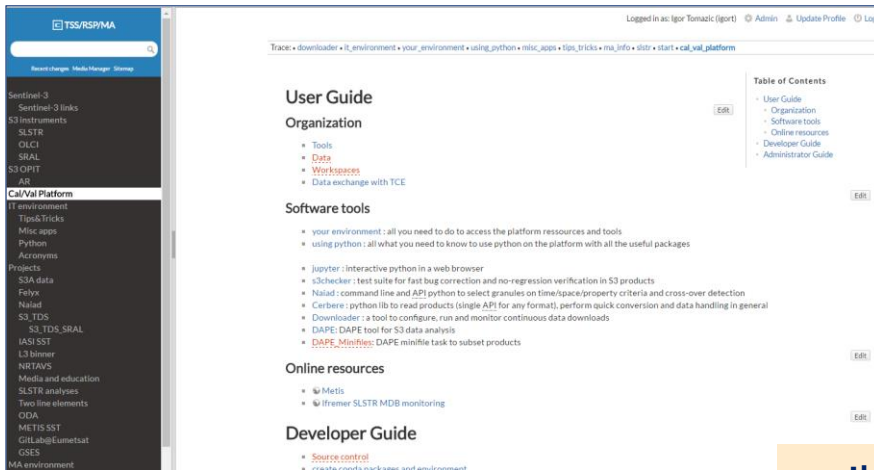 TSS/RSP/MA
Recent changes Media Manager Sitemap
Sentinel-3
Sentinel-3 links
S3 instruments
SLSTR
OLCI
SRAL
S3 OPIT
AR
Cal/Val Platform
IT environment
Tips&Tricks
Misc apps
Python
Acronyms
Projects
S3A data
Felyx
Naiad
S3_TDS
S3_TDS_SRAL
IASI SST
L3 binner
NRTAVS
Media and education
SLSTR analyses
Two line elements
ODA
METIS SST
GitLab@Eumetsat
GSES
MA environment
Logged in as: Igor Tomazic (igort) Admin Update Profile
Trace: • downloader • it_environment • your_environment • using_python • misc_apps • tips_tricks • ma_info • slstr • start • cal_val_platform
Table of Contents
User Guide
Organization
Software tools
Online resources
Developer Guide
Administrator Guide
User Guide
Edit
Organization
Tools
Data
Workspaces
Data exchange with TCE
Edit
Software tools
your environment : all you need to do to access the platform ressources and tools
using python : all what you need to know to use python on the platform with all the useful packages
jupyter : interactive python in a web browser
s3checker : test suite for fast bug correction and no-regression verification in S3 products
Naiad : command line and API python to select granules on time/space/property criteria and cross-over detection
Cerbere : python lib to read products (single API for any format), perform quick conversion and data handling in general
Downloader : a tool to configure, run and monitor continuous data downloads
DAPE: DAPE tool for S3 data analysis
DAPE_Minifiles: DAPE minifile task to subset products
Edit
Online resources
Metis
Ifremer SLSTR MDB monitoring
Edit
Developer Guide
Source control
create conda packages and environment